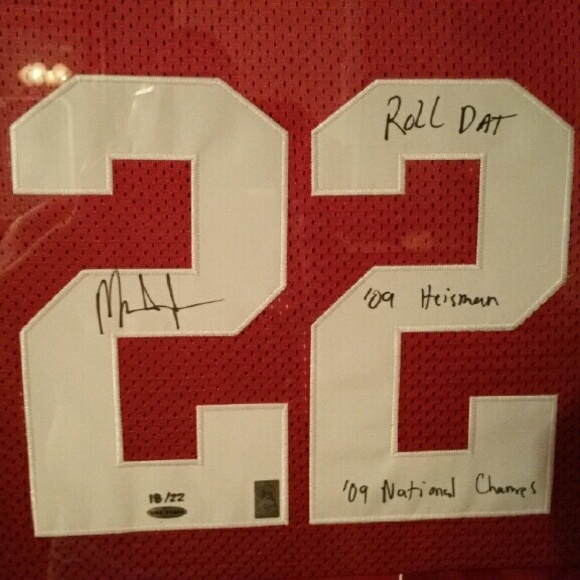 22
Roll Dat
'09 Heisman
'09 National Champs
18/22